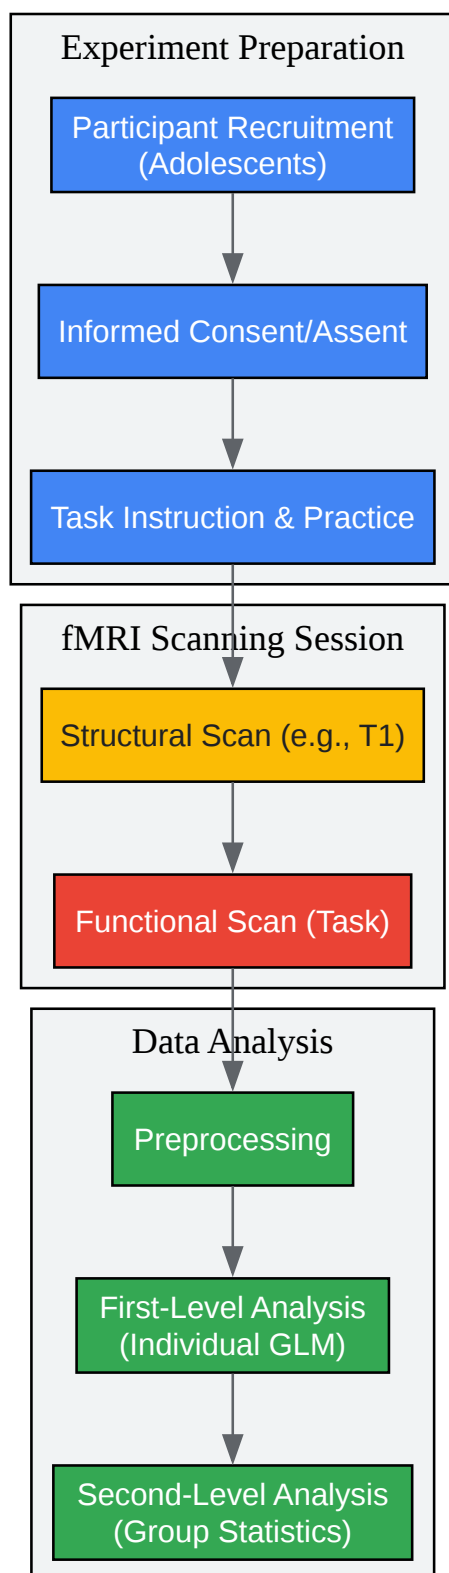 Experiment Preparation
Participant Recruitment
(Adolescents)
Informed Consent/Assent
Task Instruction & Practice
fMRI Scanning Session
Structural Scan (e.g., T1)
Functional Scan (Task)
Data Analysis
Preprocessing
First-Level Analysis
(Individual GLM)
Second-Level Analysis
(Group Statistics)